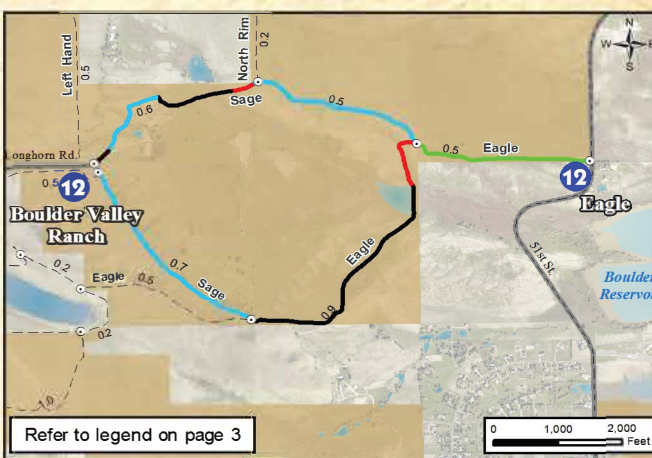 N
W E
S
Left Hand
0.5
North Rim
0.2
0.6
Sage
0.5
0.5
Eagle
Longhorn Rd.
0.5
12
Boulder Valley
Ranch
12
Eagle
0.7
Sage
Eagle
0.9
51st St.
Boulder
Reservoir
0.2
Eagle
0.5
0.2
1.0
Refer to legend on page 3
0 1,000 2,000
Feet